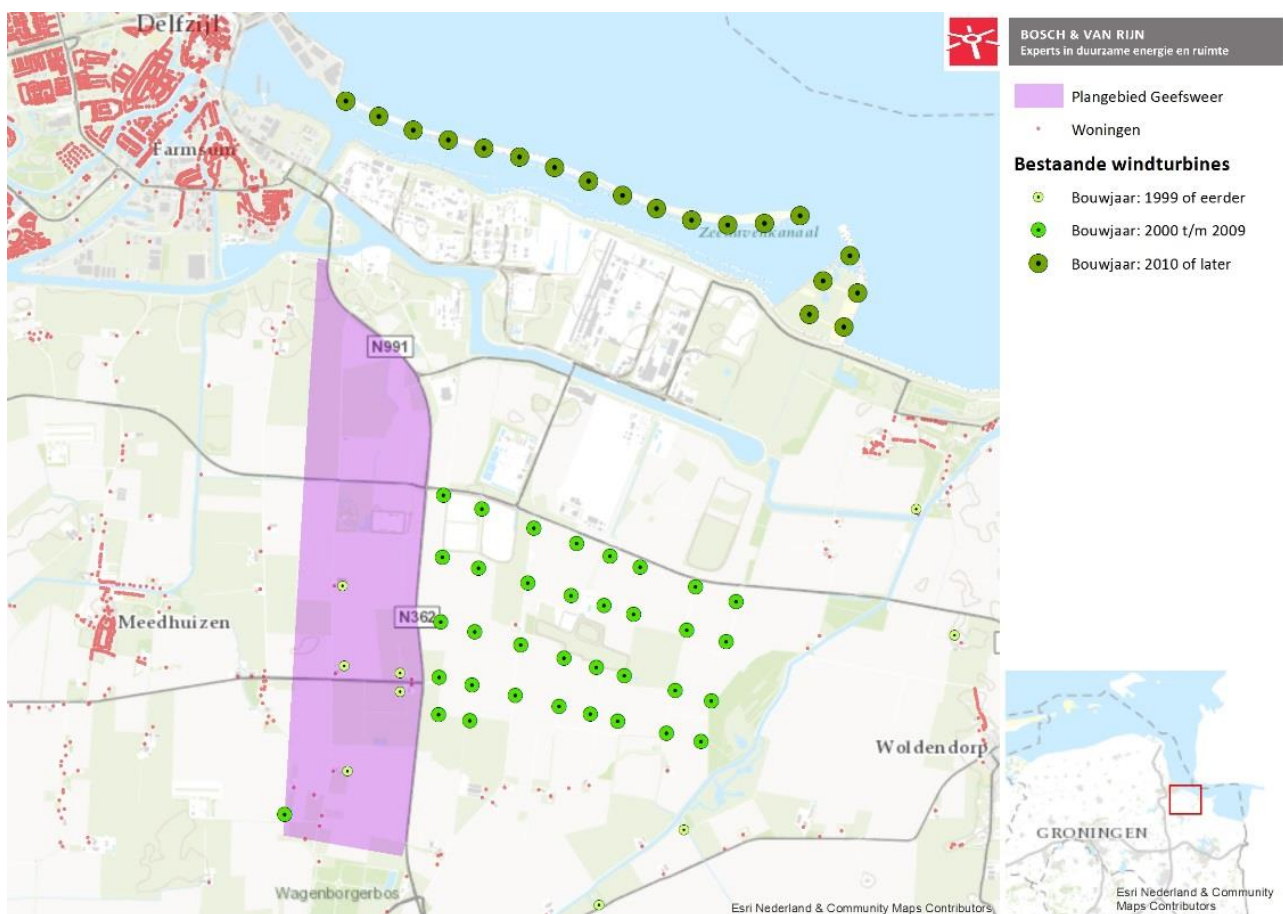 Delfzijl
Farmsum
Zeehavenkanaal
N991
N362
Meedhuizen
Woldendorp
Wagenborgerbos
Esri Nederland & Community Maps Contributors
BOSCH & VAN RIJN
Experts in duurzame energie en ruimte
Plangebied Geefsweer
Woningen
Bestaande windturbines
Bouwjaar: 1999 of eerder
Bouwjaar: 2000 t/m 2009
Bouwjaar: 2010 of later
GRONINGEN
Esri Nederland & Community
Maps Contributors